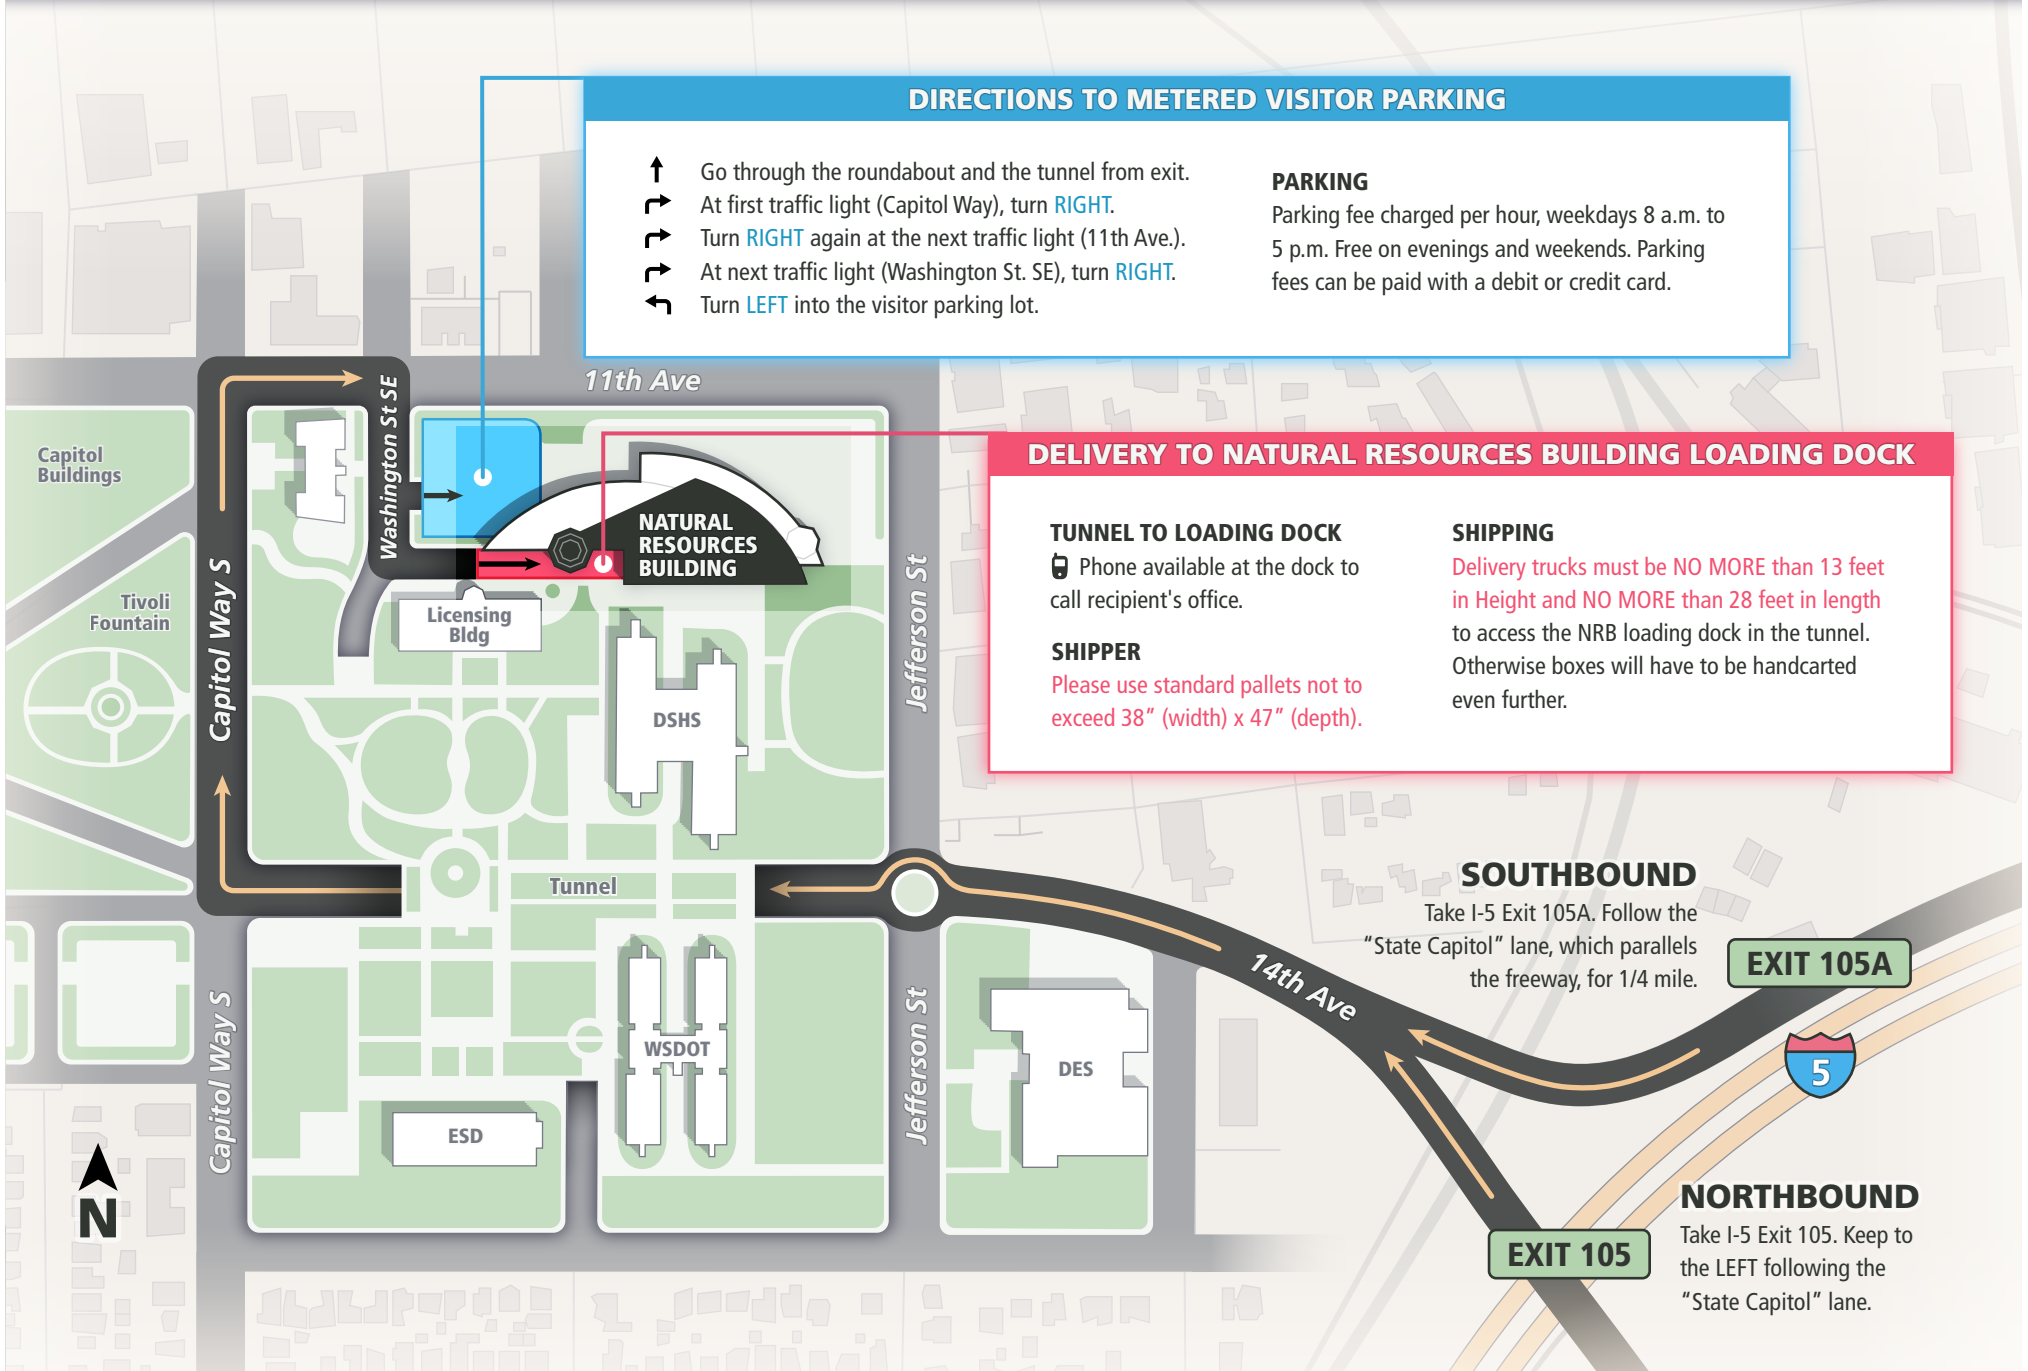 DIRECTIONS TO METERED VISITOR PARKING
Go through the roundabout and the tunnel from exit.
At first traffic light (Capitol Way), turn RIGHT.
Turn RIGHT again at the next traffic light (11th Ave.).
At next traffic light (Washington St. SE), turn RIGHT.
Turn LEFT into the visitor parking lot.
PARKING
Parking fee charged per hour, weekdays 8 a.m. to
5 p.m. Free on evenings and weekends. Parking
fees can be paid with a debit or credit card.
11th Ave
Washington St SE
Capitol
Buildings
DELIVERY TO NATURAL RESOURCES BUILDING LOADING DOCK
TUNNEL TO LOADING DOCK
Phone available at the dock to
call recipient's office.
SHIPPER
Please use standard pallets not to
exceed 38” (width) x 47” (depth).
SHIPPING
Delivery trucks must be NO MORE than 13 feet
in Height and NO MORE than 28 feet in length
to access the NRB loading dock in the tunnel.
Otherwise boxes will have to be handcarted
even further.
NATURAL
RESOURCES
BUILDING
Tivoli
Fountain
Licensing
Bldg
Capitol Way S
Jefferson St
DSHS
Tunnel
SOUTHBOUND
Take I-5 Exit 105A. Follow the
“State Capitol” lane, which parallels
the freeway, for 1/4 mile.
EXIT 105A
14th Ave
5
Capitol Way S
WSDOT
Jefferson St
DES
ESD
N
NORTHBOUND
Take I-5 Exit 105. Keep to
the LEFT following the
“State Capitol” lane.
EXIT 105